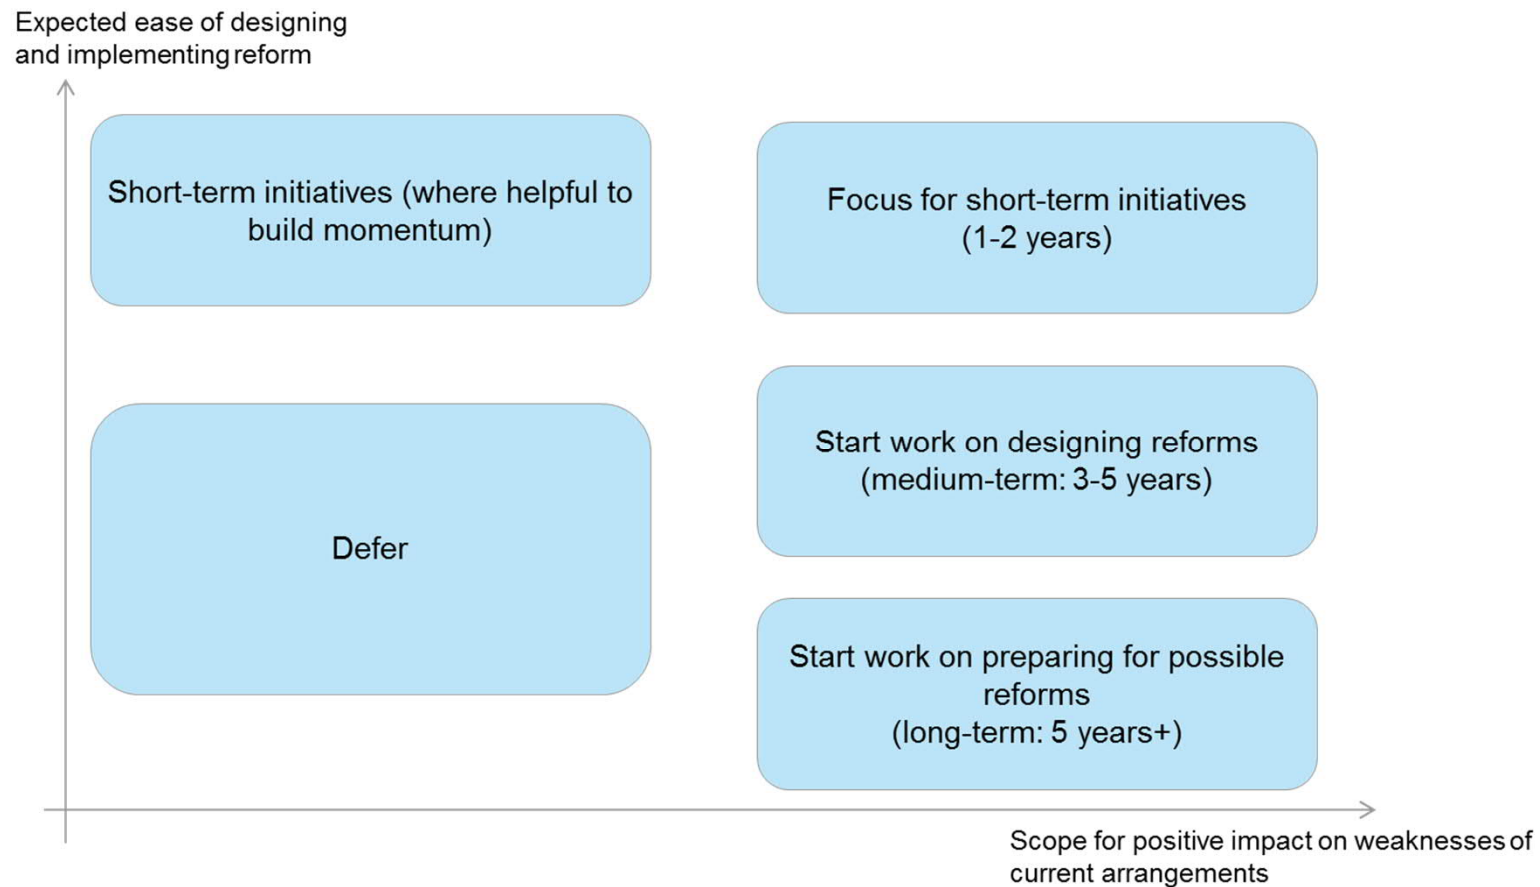 Expected ease of designing
and implementing reform
Short-term initiatives (where helpful to
build momentum)
Focus for short-term initiatives
(1-2 years)
Start work on designing reforms
(medium-term: 3-5 years)
Defer
Start work on preparing for possible
reforms
(long-term: 5 years+)
Scope for positive impact on weaknesses of
current arrangements